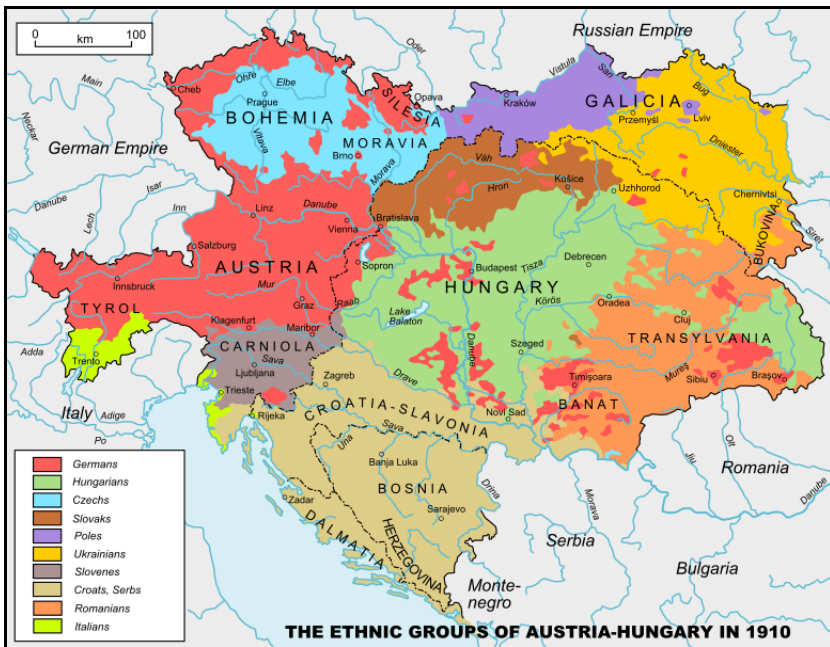 0 km 100
Russian Empire
Oder
Vistula
San
Bug
Main
Cheb
Ohře
Elbe
Prague
Opava
Kraków
GALICIA
SILESIA
BOHEMIA
Przemysl
Lviv
Neckar
Vltava
MORAVIA
Dniester
German Empire
Brno
Morava
Váh
Košice
Uzhhorod
Hron
Chernivtsi
Isar
Danube
Lech
Inn
Linz
Danube
Vienna
Bratislava
Siret
BUKOVINA
Salzburg
Sopron
Budapest
Tisza
Debrecen
AUSTRIA
HUNGARY
Innsbruck
Mur
Graz
Raab
Körös
Oradea
TYROL
Lake
Balaton
Cluj
Klagenfurt
Maribor
TRANSYLVANIA
CARNIOLA
Szeged
Adda
Trento
Sava
Ljubljana
Danube
Mureș
Zagreb
Drave
Timișoara
Sibiu
Brașov
Trieste
BANAT
Italy
Adige
Rijeka
CROATIA-SLAVONIA
Novi Sad
Po
Sava
Una
Olt
Jiu
Romania
Banja Luka
Drina
Danube
BOSNIA
Zadar
Morava
Sarajevo
DALMATIA
HERZEGOVINA
Serbia
Bulgaria
Monte-
negro
Germans
Hungarians
Czechs
Slovaks
Poles
Ukrainians
Slovenes
Croats, Serbs
Romanians
Italians
THE ETHNIC GROUPS OF AUSTRIA-HUNGARY IN 1910